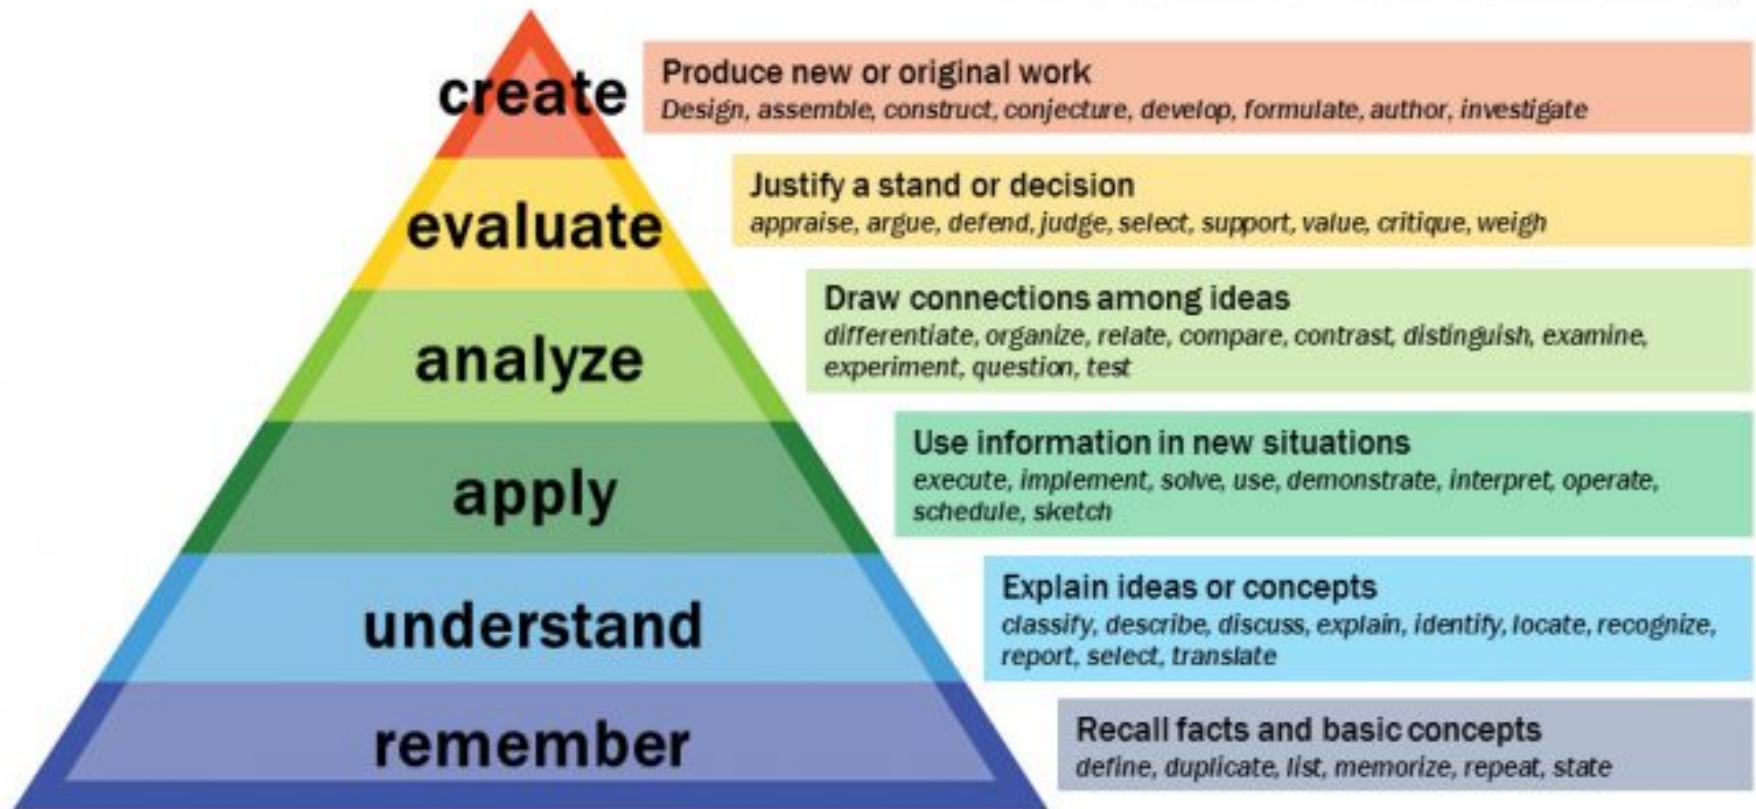 create
Produce new or original work
Design, assemble, construct, conjecture, develop, formulate, author, investigate
evaluate
Justify a stand or decision
appraise, argue, defend, judge, select, support, value, critique, weigh
analyze
Draw connections among ideas
differentiate, organize, relate, compare, contrast, distinguish, examine,
experiment, question, test
apply
Use information in new situations
execute, implement, solve, use, demonstrate, interpret, operate,
schedule, sketch
understand
Explain ideas or concepts
classify, describe, discuss, explain, identify, locate, recognize,
report, select, translate
remember
Recall facts and basic concepts
define, duplicate, list, memorize, repeat, state